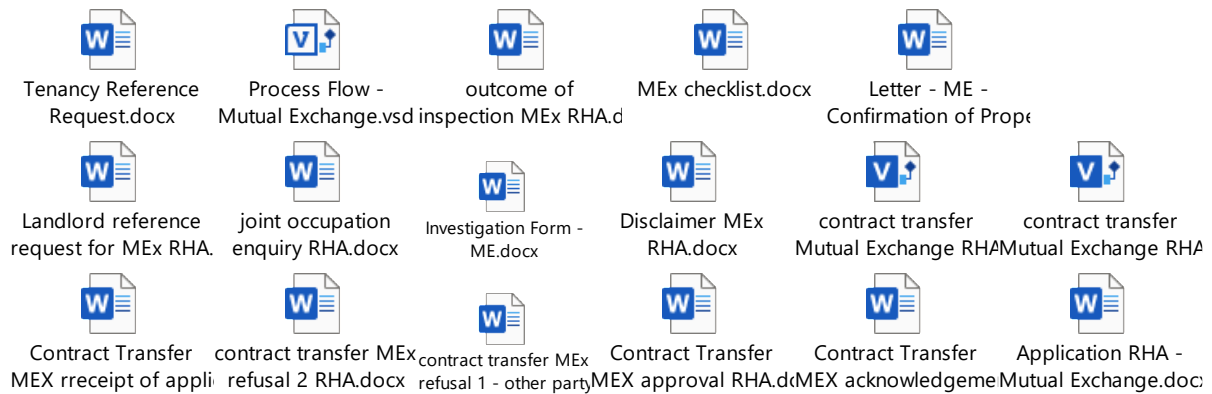 Tenancy Reference Request.docx
Process Flow - Mutual Exchange.vsd
outcome of inspection MEx RHA.d
MEx checklist.docx
Letter - ME - Confirmation of Prope
Landlord reference request for MEx RHA.
joint occupation enquiry RHA.docx
Investigation Form - ME.docx
Disclaimer MEx RHA.docx
contract transfer Mutual Exchange RHA
contract transfer Mutual Exchange RHA
Contract Transfer MEX rreceipt of appli
contract transfer MEx refusal 2 RHA.docx
contract transfer MEx refusal 1 - other party
Contract Transfer MEX approval RHA.do
Contract Transfer MEX acknowledgeme
Application RHA - Mutual Exchange.doc